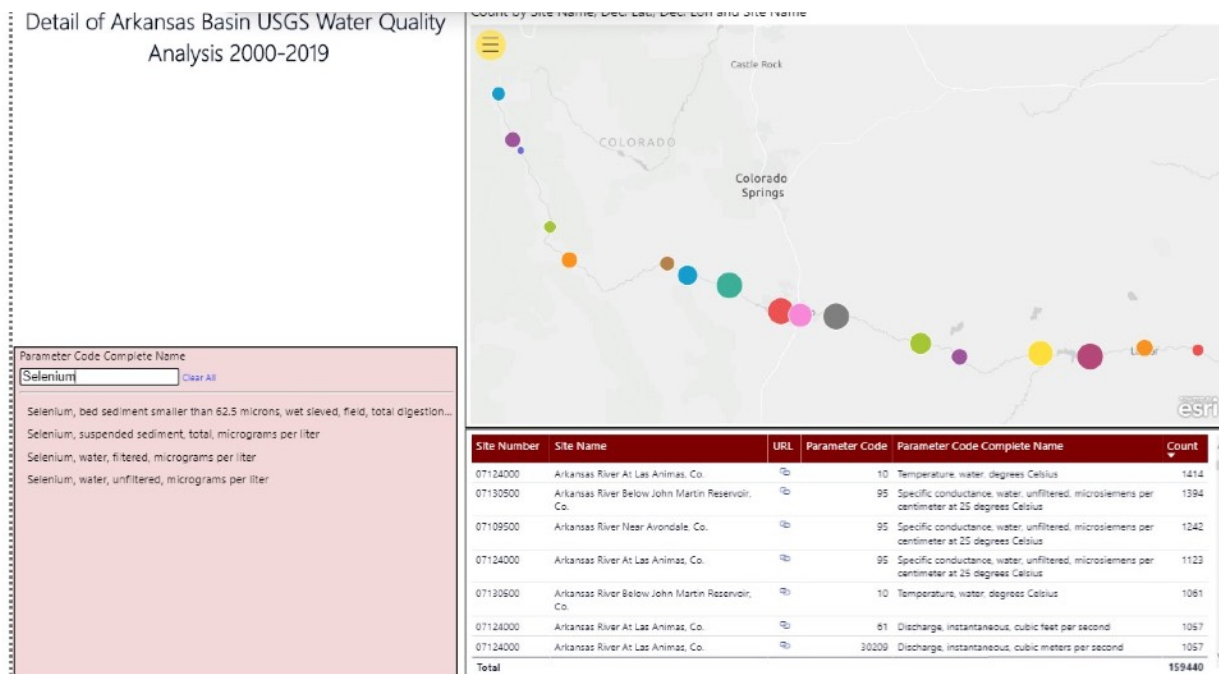 Detail of Arkansas Basin USGS Water Quality
Analysis 2000-2019
Count by Site Name, Dec. Lat., Dec. Lon and Site Name
Castle Rock
COLORADO
Colorado
Springs
esri
Parameter Code Complete Name
Selenium
Clear All
Selenium, bed sediment smaller than 62.5 microns, wet sieved, field, total digestion...
Selenium, suspended sediment, total, micrograms per liter
Selenium, water, filtered, micrograms per liter
Selenium, water, unfiltered, micrograms per liter
Site Number Site Name URL Parameter Code Parameter Code Complete Name Count
07124000 Arkansas River At Las Animas, Co. 10 Temperature, water, degrees Celsius 1414
07130500 Arkansas River Below John Martin Reservoir, 95 Specific conductance, water, unfiltered, microsiemens per 1394
Co. centimeter at 25 degrees Celsius
07109500 Arkansas River Near Avondale, Co. 95 Specific conductance, water, unfiltered, microsiemens per 1242
centimeter at 25 degrees Celsius
07124000 Arkansas River At Las Animas, Co. 95 Specific conductance, water, unfiltered, microsiemens per 1123
centimeter at 25 degrees Celsius
07130500 Arkansas River Below John Martin Reservoir, 10 Temperature, water, degrees Celsius 1061
Co.
07124000 Arkansas River At Las Animas, Co. 61 Discharge, instantaneous, cubic feet per second 1057
07124000 Arkansas River At Las Animas, Co. 30209 Discharge, instantaneous, cubic meters per second 1057
Total 159440